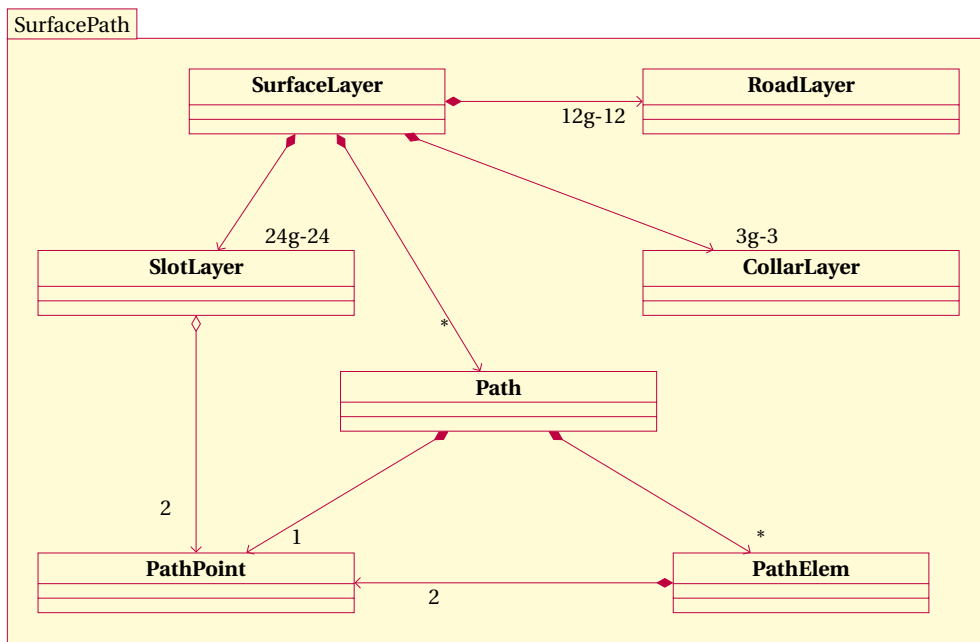 SurfacePath
SurfaceLayer
RoadLayer
12g-12
24g-24
3g-3
SlotLayer
CollarLayer
*
Path
2
1
*
PathPoint
PathElem
2